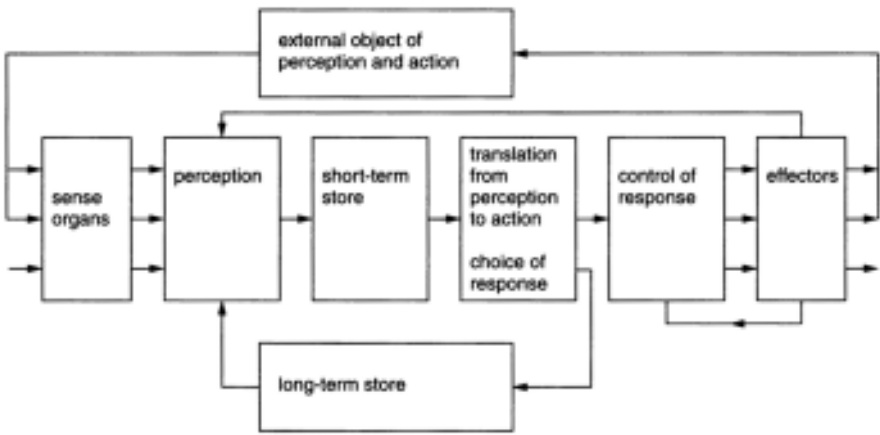 external object of
perception and action
sense
organs
perception
short-term
store
translation
from
perception
to action
choice of
response
control of
response
effectors
long-term store